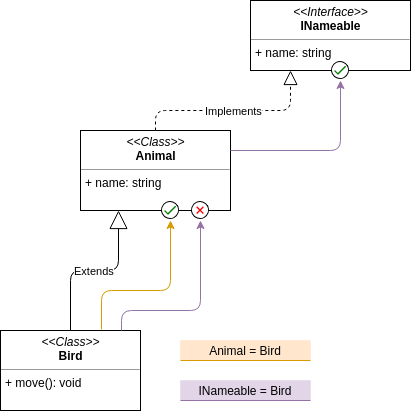 <<Interface>>
INameable
+ name: string
Implements
<<Class>>
Animal
+ name: string
Extends
<<Class>>
Bird
+ move(): void
Animal = Bird
INameable = Bird